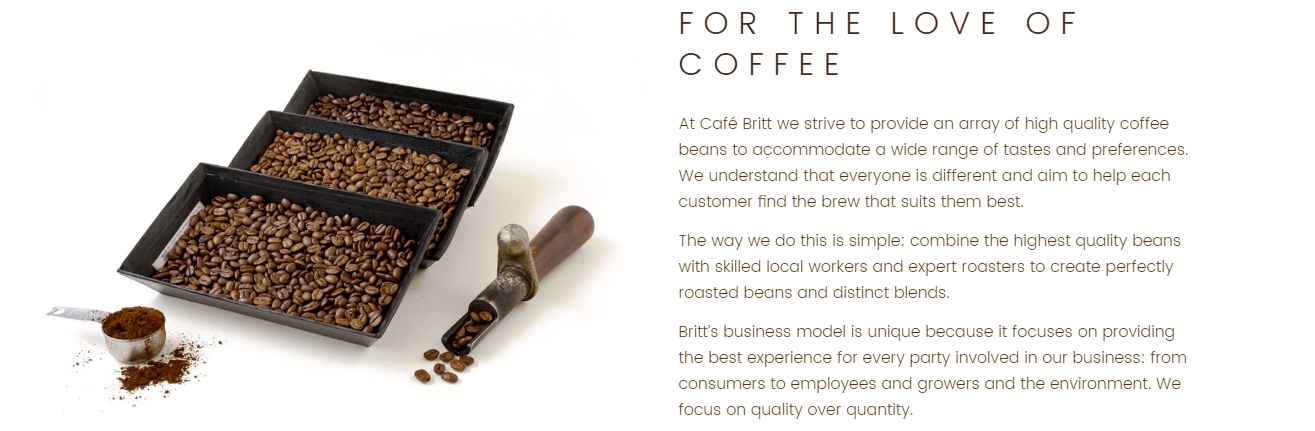 FOR THE LOVE OF
COFFEE
At Café Britt we strive to provide an array of high quality coffee
beans to accommodate a wide range of tastes and preferences.
We understand that everyone is different and aim to help each
customer find the brew that suits them best.
The way we do this is simple: combine the highest quality beans
with skilled local workers and expert roasters to create perfectly
roasted beans and distinct blends.
Britt's business model is unique because it focuses on providing
the best experience for every party involved in our business: from
consumers to employees and growers and the environment. We
focus on quality over quantity.